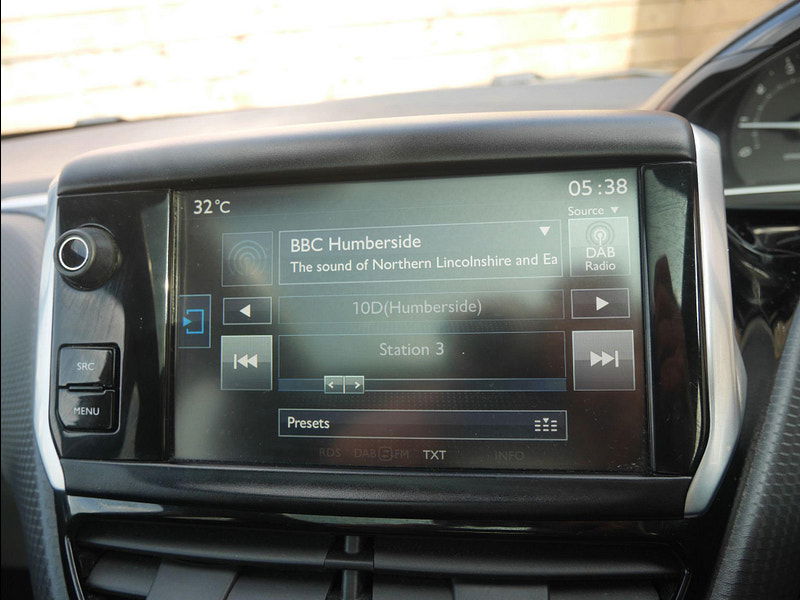 32°C
05:38
Source
BBC Humberside
The sound of Northern Lincolnshire and Ea
DAB
Radio
10D(Humberside)
Station 3
SRC
MENU
Presets
RDS DAB FM TXT INFO